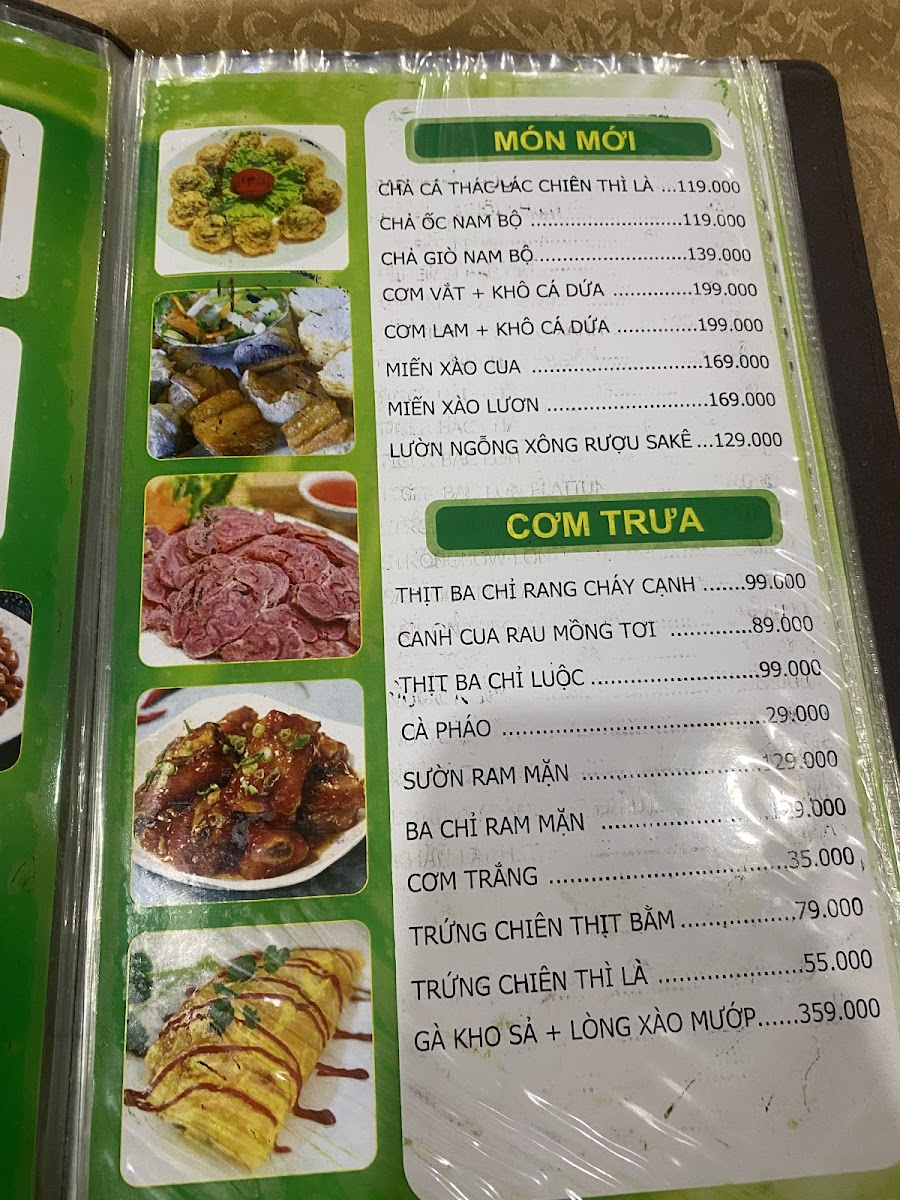 MÓN MỚI
CHẢ CÁ THÁC LÁC CHIÊN THÌ LÀ ...119.000
CHẢ ỐC NAM BỘ ........................119.000
CHẢ GIÒ NAM BỘ........................139.000
CƠM VẮT + KHÔ CÁ DỨA .............199.000
CƠM LAM + KHÔ CÁ DỨA .............199.000
MIẾN XÀO CUA ...........................169.000
MIẾN XÀO LƯƠN .........................169.000
LƯỜN NGỖNG XÔNG RƯỢU SAKÊ ...129.000
CƠM TRƯA
THỊT BA CHỈ RANG CHÁY CẠNH .......99.000
CANH CUA RAU MỒNG TƠI .............89.000
THỊT BA CHỈ LUỘC .........................99.000
CÀ PHÁO .......................................29.000
SƯỜN RAM MẶN ...........................129.000
BA CHỈ RAM MẶN .........................129.000
CƠM TRẮNG ...................................35.000
TRỨNG CHIÊN THỊT BẰM.................79.000
TRỨNG CHIÊN THÌ LÀ .....................55.000
GÀ KHO SẢ + LÒNG XÀO MƯỚP......359.000